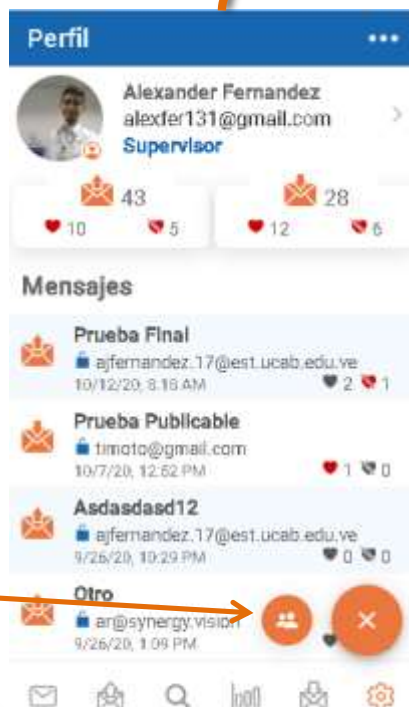 Perfil
Alexander Fernandez
alexfer131@gmail.com
Supervisor
43
28
10
5
12
6
Mensajes
Prueba Final
ajfernandez.17@est.ucab.edu.ve
10/12/20, 8:18 AM
2
1
Prueba Publicable
timoto@gmail.com
10/7/20, 12:52 PM
1
0
Asdasdasd12
ajfernandez.17@est.ucab.edu.ve
9/26/20, 10:29 PM
0
0
Otro
ar@synergy.vision
9/26/20, 1:09 PM